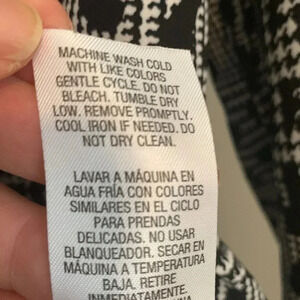 MACHINE WASH COLD
WITH LIKE COLORS
GENTLE CYCLE. DO NOT
BLEACH. TUMBLE DRY
LOW. REMOVE PROMPTLY.
COOL IRON IF NEEDED. DO
NOT DRY CLEAN.
LAVAR A MÁQUINA EN
AGUA FRÍA CON COLORES
SIMILARES EN EL CICLO
PARA PRENDAS
DELICADAS. NO USAR
BLANQUEADOR. SECAR EN
MÁQUINA A TEMPERATURA
BAJA. RETIRE
INMEDIATAMENTE.